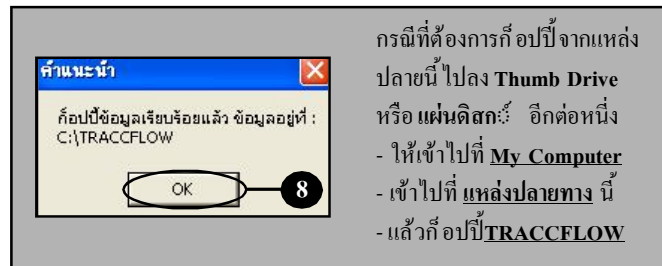 คำแนะนำ
ก็อปปี้ข้อมูลเรียบร้อยแล้ว ข้อมูลอยู่ที่ :
C:\TRACCFLOW
OK
8
กรณีที่ต้องการก็อปปี้จากแหล่ง
ปลายนี้ ไปลง Thumb Drive
หรือ แผ่นดิสก์ อีกต่อหนึ่ง
- ให้เข้าไปที่ My Computer
- เข้าไปที่ แหล่งปลายทาง นี้
- แล้วก็อปปี้TRACCFLOW